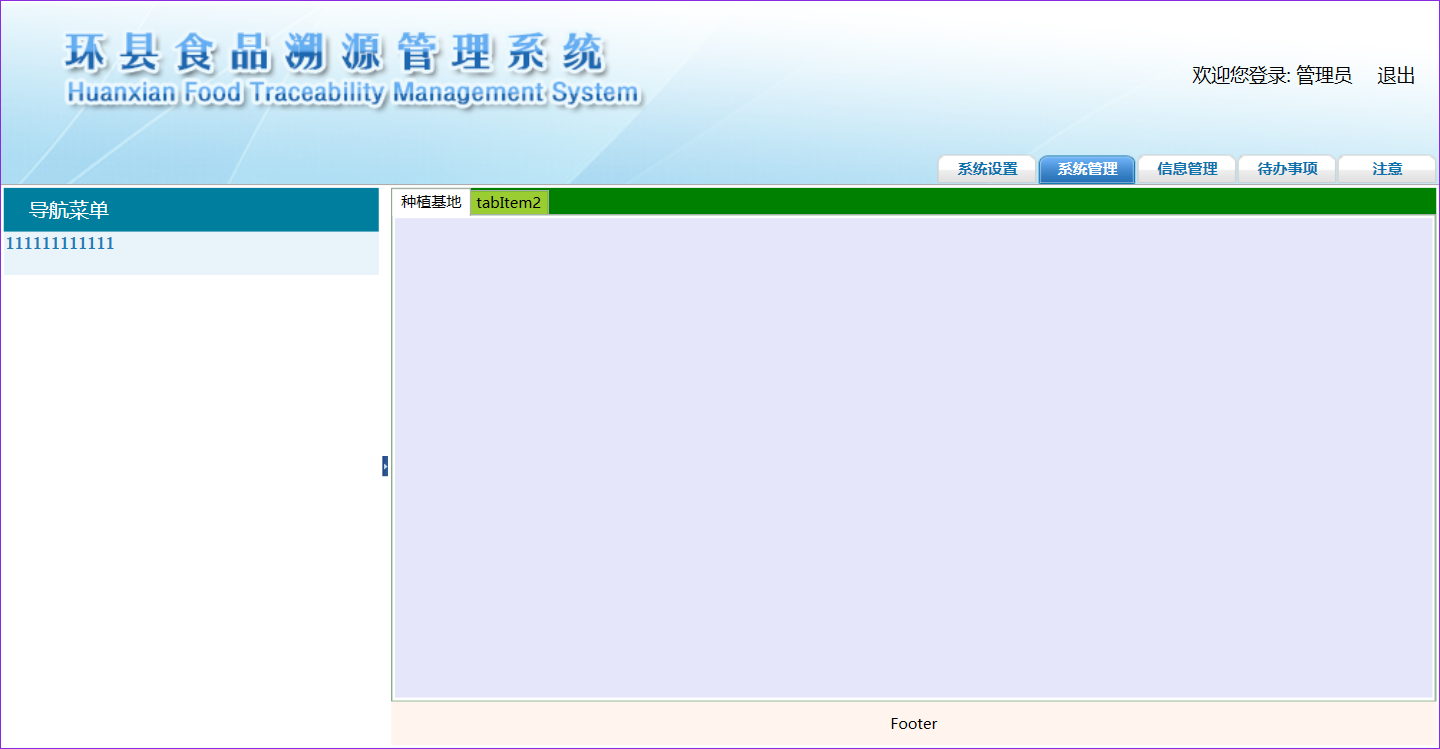 环县食品溯源管理系统
Huanxian Food Traceability Management System
欢迎您登录: 管理员 退出
系统设置 系统管理 信息管理 待办事项 注意
导航菜单
111111111111
种植基地 tabItem2
Footer